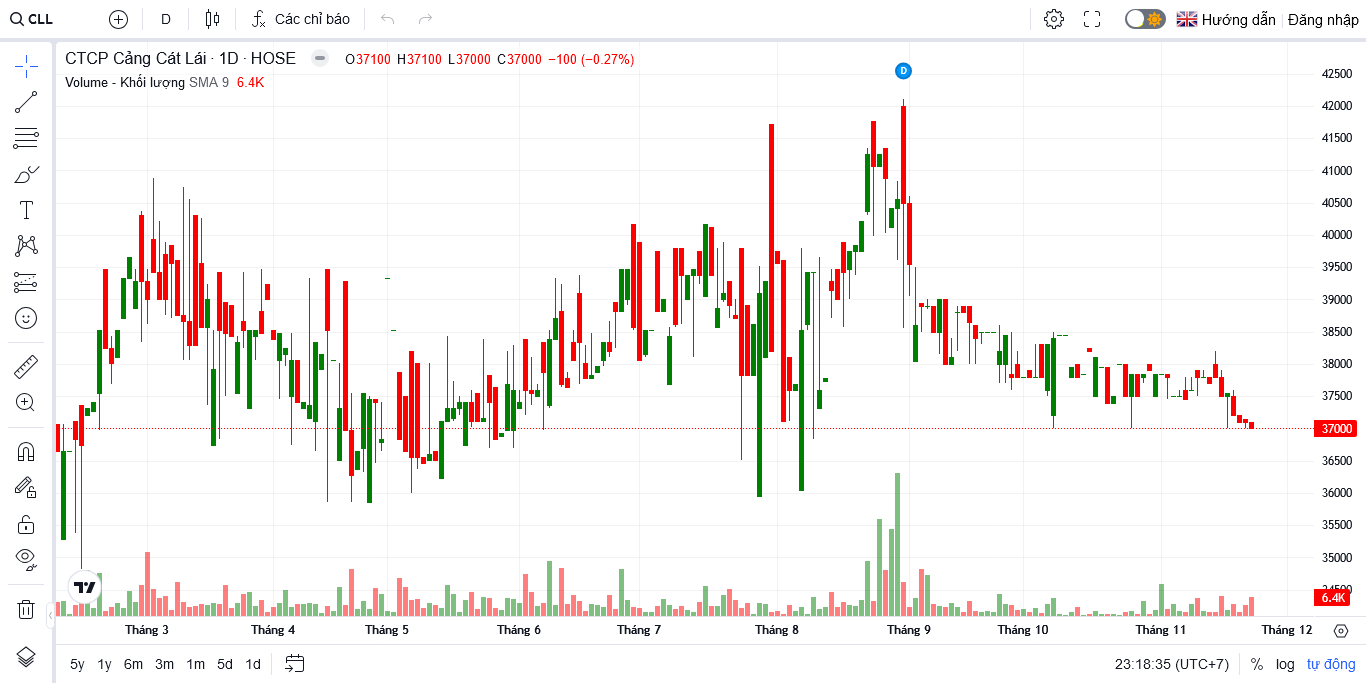 CLL D Các chỉ báo Hướng dẫn Đăng nhập
CTCP Cảng Cát Lái · 1D · HOSE O37100 H37100 L37000 C37000 −100 (−0.27%)
Volume - Khối lượng SMA 9 6.4K
D
42500
42000
41500
41000
40500
40000
39500
39000
38500
38000
37500
37000
36500
36000
35500
35000
34500
6.4K
Tháng 3 Tháng 4 Tháng 5 Tháng 6 Tháng 7 Tháng 8 Tháng 9 Tháng 10 Tháng 11 Tháng 12
5y 1y 6m 3m 1m 5d 1d 23:18:35 (UTC+7) % log tự động